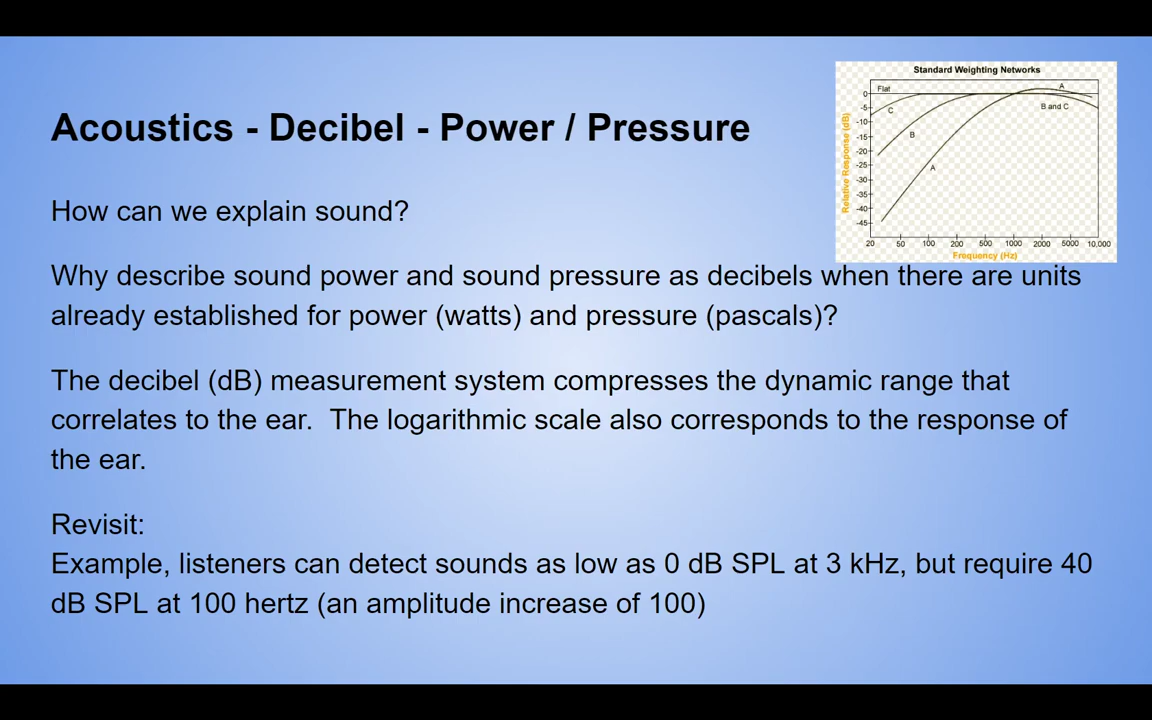 Acoustics - Decibel - Power / Pressure
How can we explain sound?
Why describe sound power and sound pressure as decibels when there are units
already established for power (watts) and pressure (pascals)?
The decibel (dB) measurement system compresses the dynamic range that
correlates to the ear.  The logarithmic scale also corresponds to the response of
the ear.
Revisit:
Example, listeners can detect sounds as low as 0 dB SPL at 3 kHz, but require 40
dB SPL at 100 hertz (an amplitude increase of 100)
Standard Weighting Networks
Relative Response (dB)
0
-5
-10
-15
-20
-25
-30
-35
-40
-45
Flat
C
B
A
A
B and C
20 50 100 200 500 1000 2000 5000 10,000
Frequency (Hz)